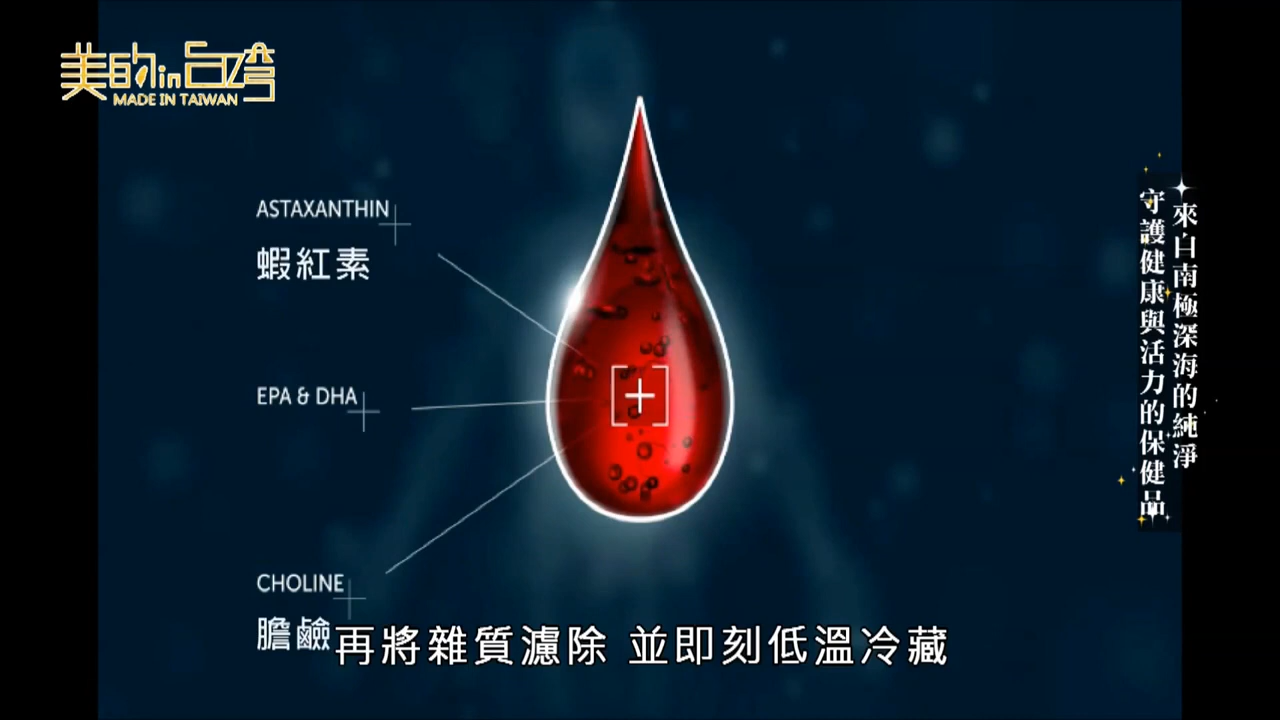 美的in台灣
MADE IN TAIWAN
ASTAXANTHIN
蝦紅素
EPA & DHA
CHOLINE
膽鹼
再將雜質濾除 並即刻低溫冷藏
來自南極深海的純淨
守護健康與活力的保健品